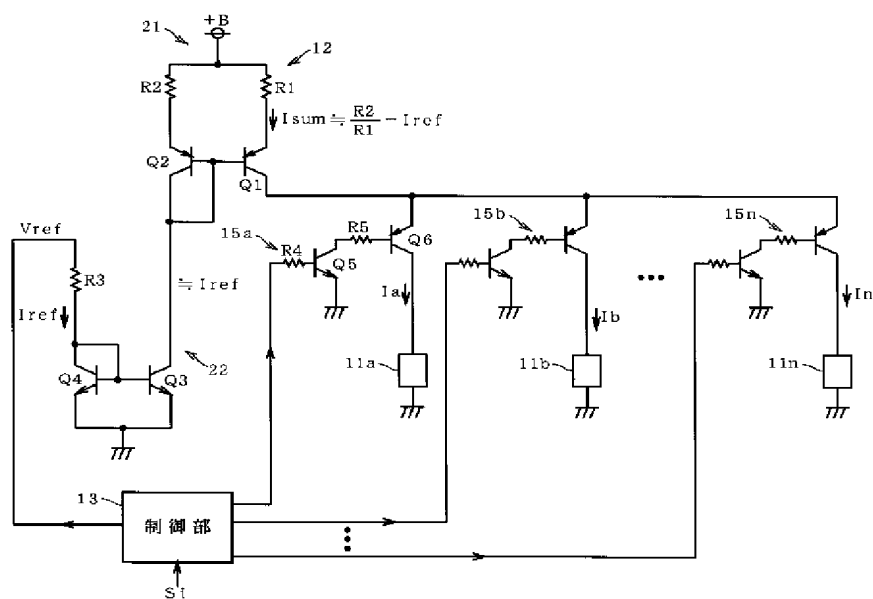 +B
21
12
R2
R1
Isum≒R2/R1-Iref
Q2
Q1
Vref
15a
R5
15b
15n
R4
Q6
Q5
R3
≒Iref
Iref
Ia
Ib
In
...
Q4
Q3
22
11a
11b
11n
13
制御部
SI